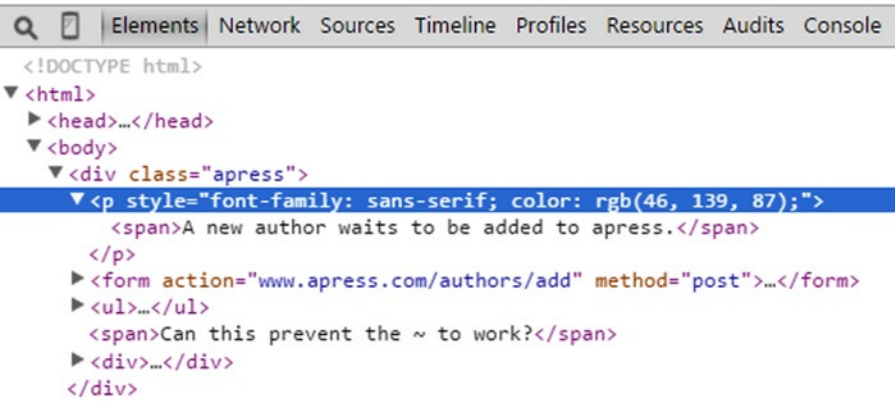 Elements Network Sources Timeline Profiles Resources Audits Console
<!DOCTYPE html>
<html>
<head>…</head>
<body>
<div class="apress">
<p style="font-family: sans-serif; color: rgb(46, 139, 87);">
<span>A new author waits to be added to apress.</span>
</p>
<form action="www.apress.com/authors/add" method="post">…</form>
<ul>…</ul>
<span>Can this prevent the ~ to work?</span>
<div>…</div>
</div>